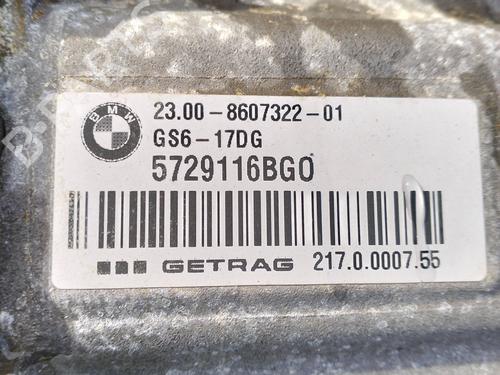 BMW
23.00-8607322-01
GS6-17DG
5729116BGO
GETRAG 217.0.0007.55